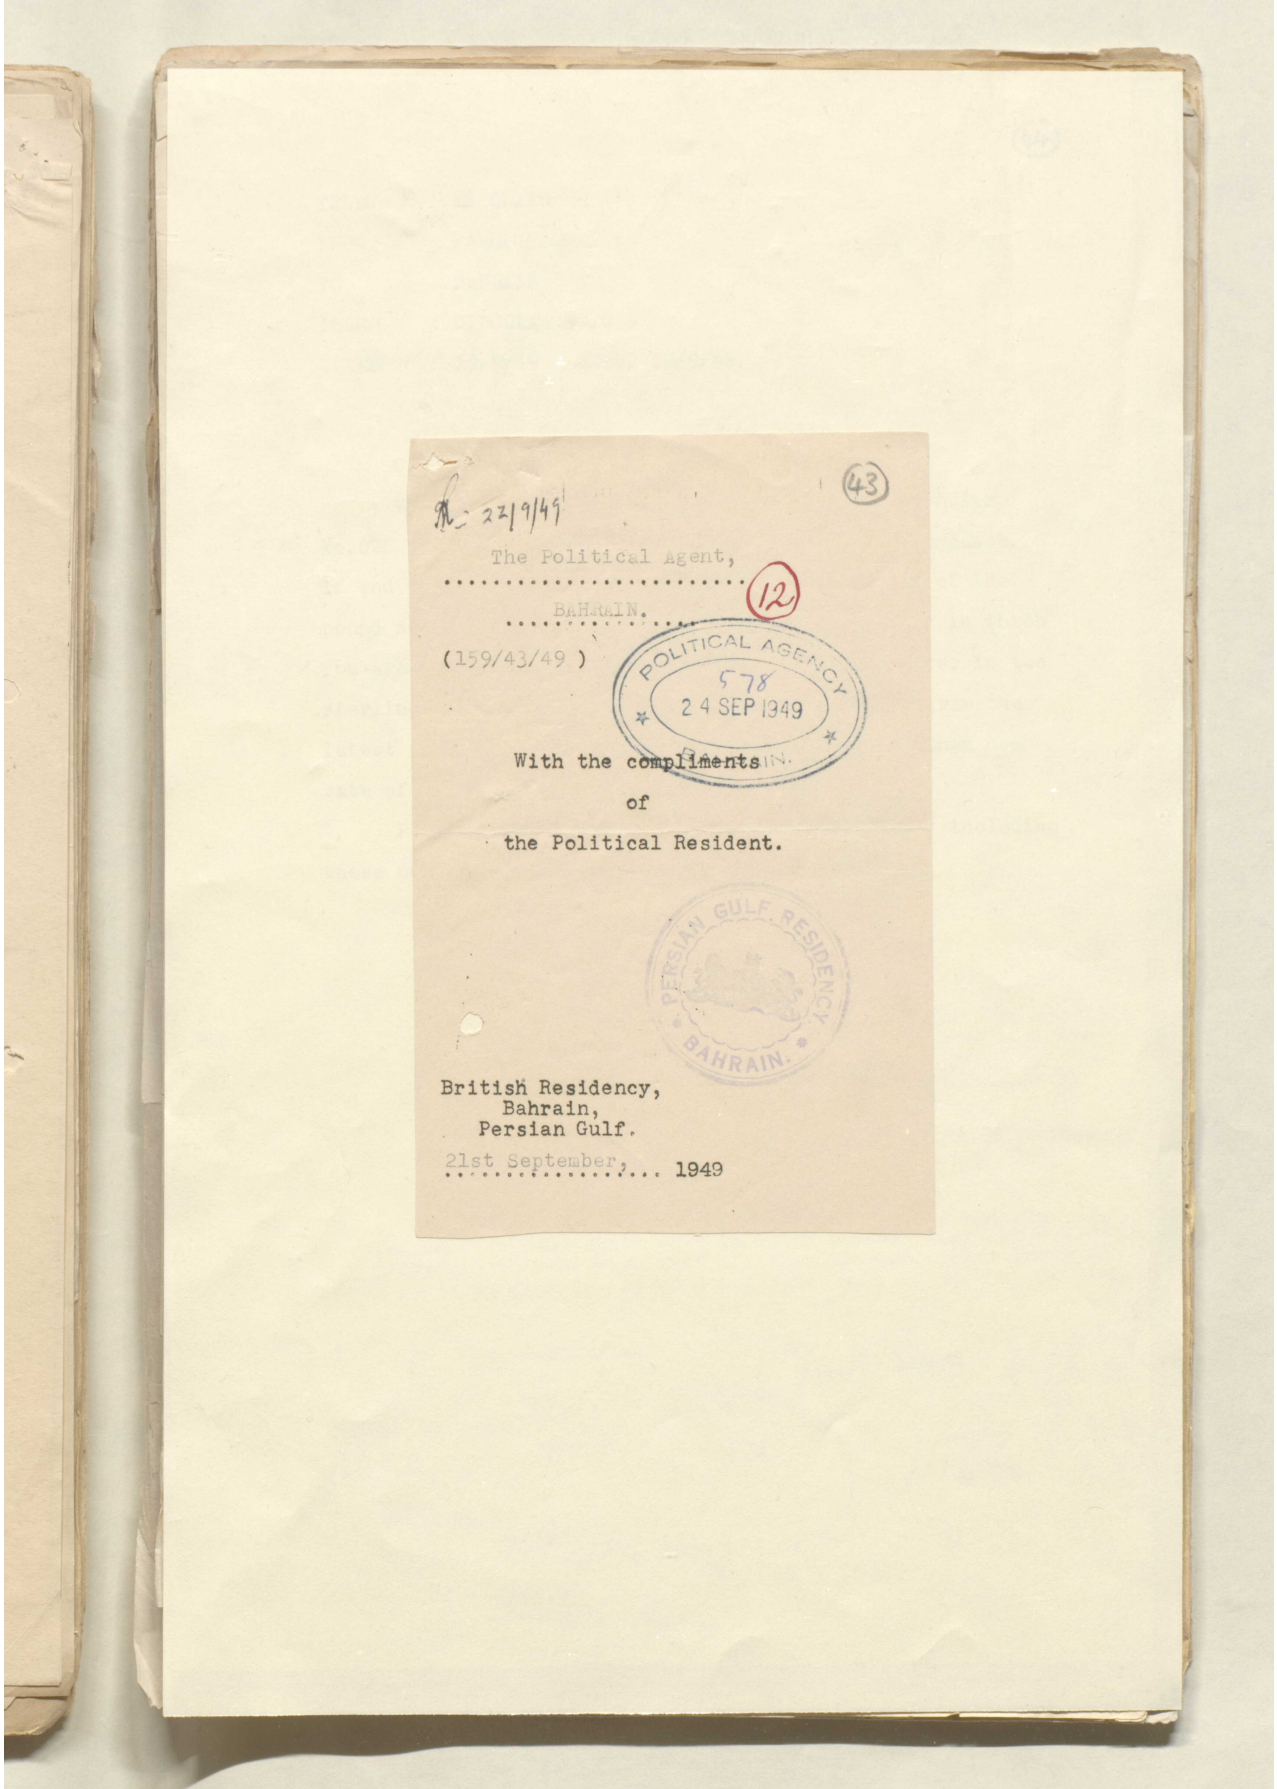 43
22/9/49
The Political Agent,
12
BAHRAIN.
(159/43/49 )
POLITICAL AGENCY
578
24 SEP 1949
BAHRAIN.
With the compliments
of
the Political Resident.
PERSIAN GULF RESIDENCY
BAHRAIN.
British Residency,
Bahrain,
Persian Gulf.
21st September, 1949